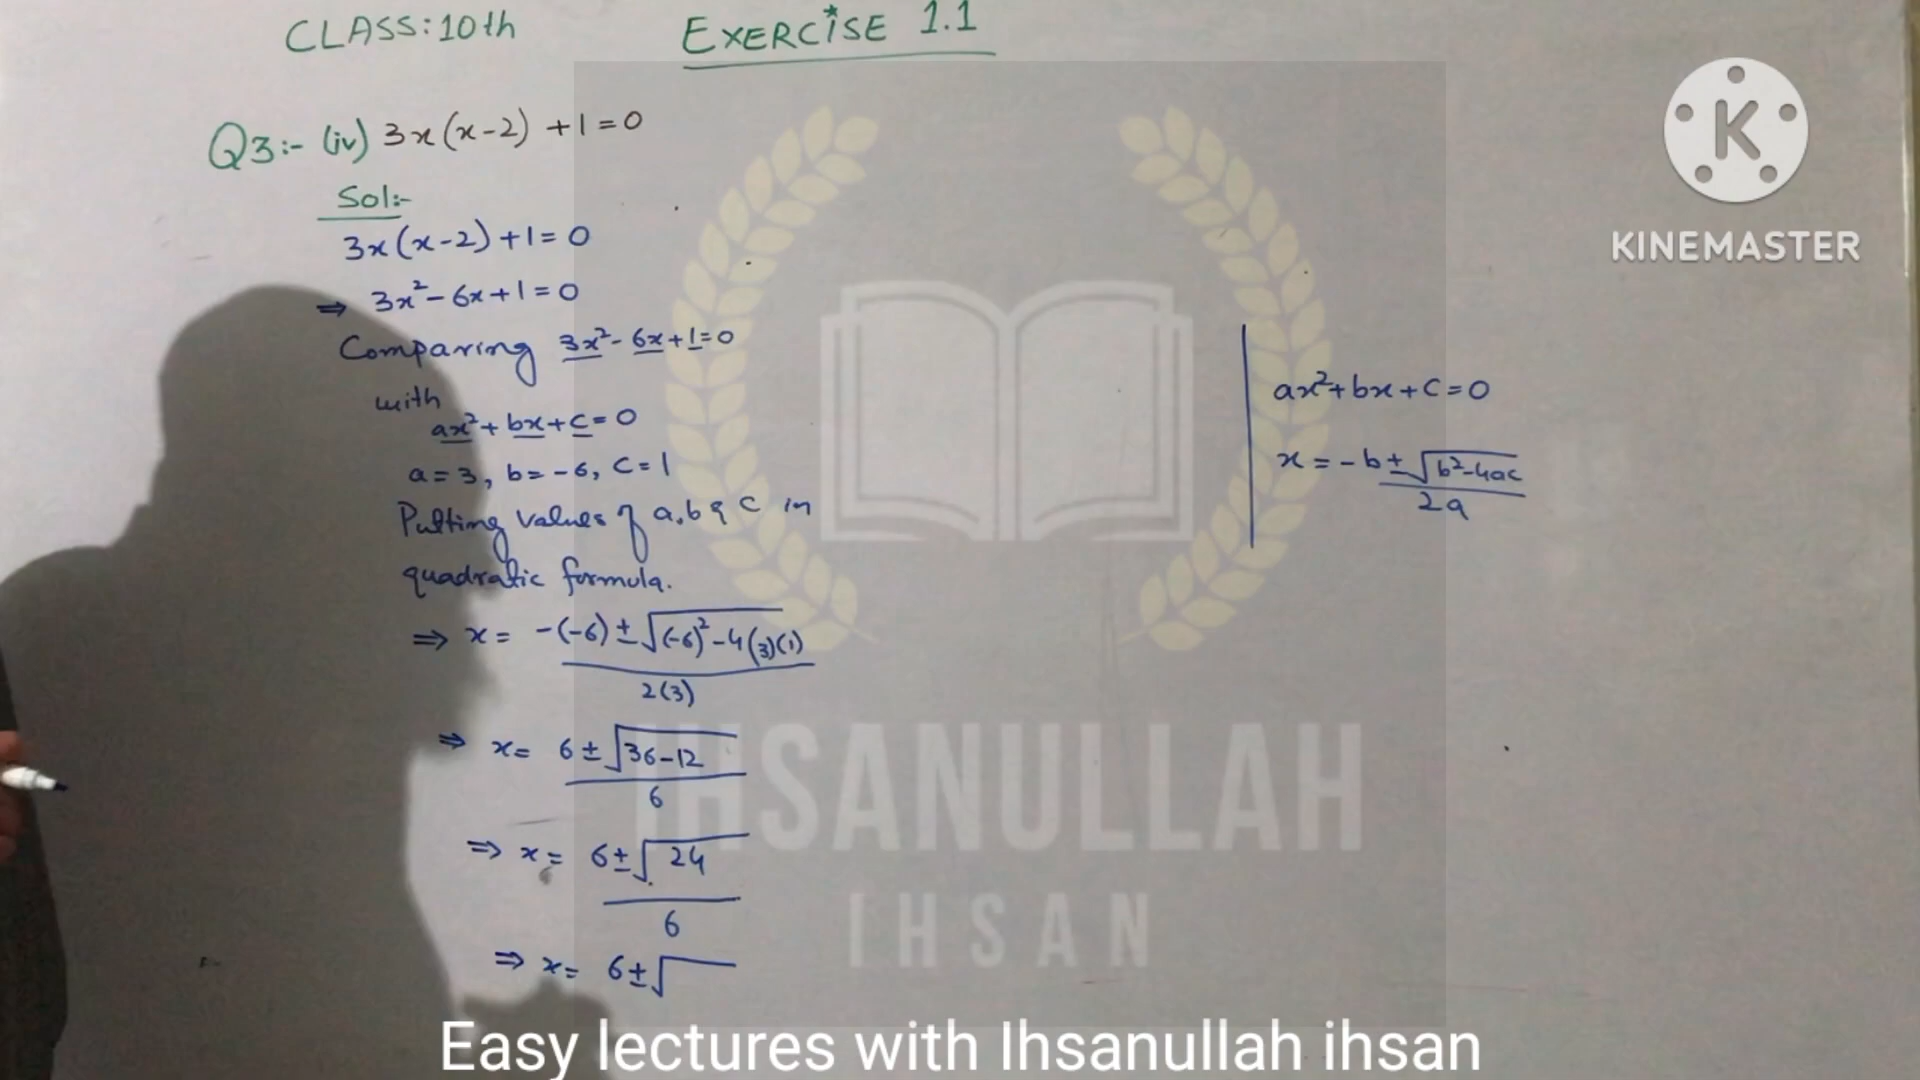 CLASS:10th
EXERCISE 1.1
Q3:- (iv) 3x(x-2) +1=0
Sol:-
3x(x-2)+1=0
⇒ 3x²-6x+1=0
Comparing 3x²-6x+1=0
with
ax²+bx+c=0
a=3, b=-6, c=1
Putting values of a,b & c in
quadratic formula.
⇒ x= -(-6)±√(-6)²-4(3)(1)
2(3)
⇒ x= 6±√36-12
6
⇒ x= 6±√24
6
⇒ x= 6±√
ax²+bx+c=0
x=-b±√b²-4ac
2a
K
KINEMASTER
IHSANULLAH
IHSAN
Easy lectures with Ihsanullah ihsan